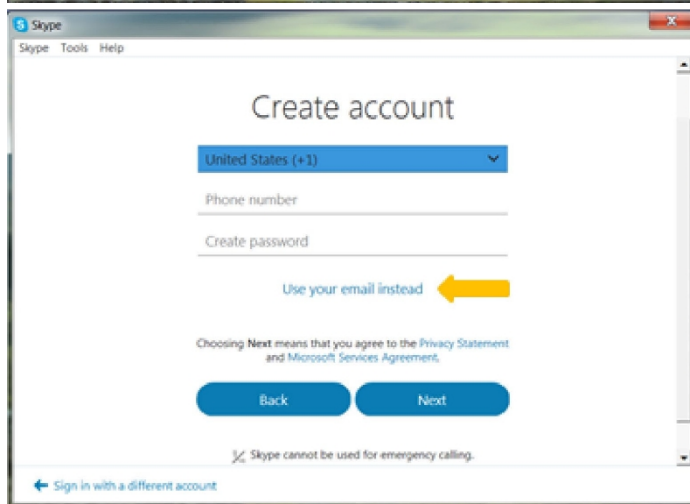 Skype
Skype Tools Help
Create account
United States (+1)
Phone number
Create password
Use your email instead
Choosing Next means that you agree to the Privacy Statement
and Microsoft Services Agreement.
Back Next
Skype cannot be used for emergency calling.
Sign in with a different account